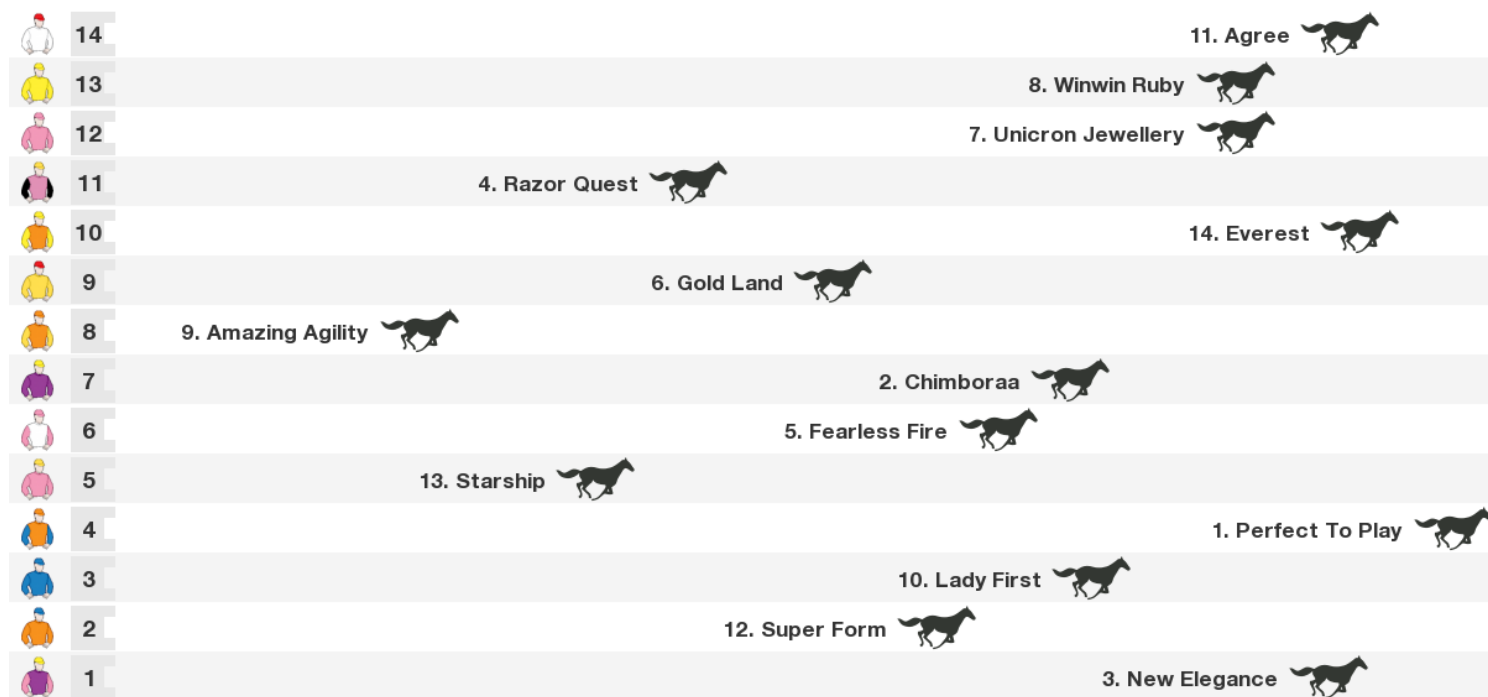 14 11. Agree
13 8. Winwin Ruby
12 7. Unicron Jewellery
11 4. Razor Quest
10 14. Everest
9 6. Gold Land
8 9. Amazing Agility
7 2. Chimboraa
6 5. Fearless Fire
5 13. Starship
4 1. Perfect To Play
3 10. Lady First
2 12. Super Form
1 3. New Elegance